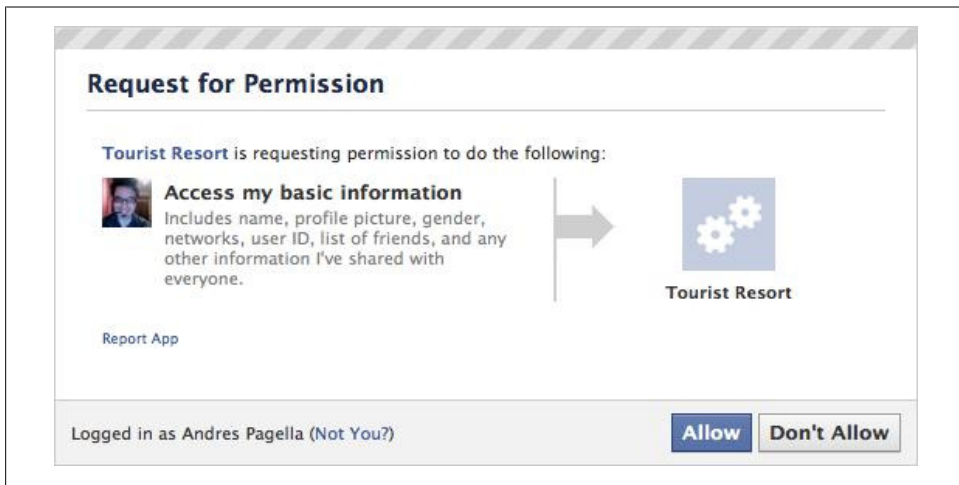 Request for Permission
Tourist Resort is requesting permission to do the following:
Access my basic information
Includes name, profile picture, gender,
networks, user ID, list of friends, and any
other information I've shared with
everyone.
Tourist Resort
Report App
Logged in as Andres Pagella (Not You?)
Allow
Don't Allow